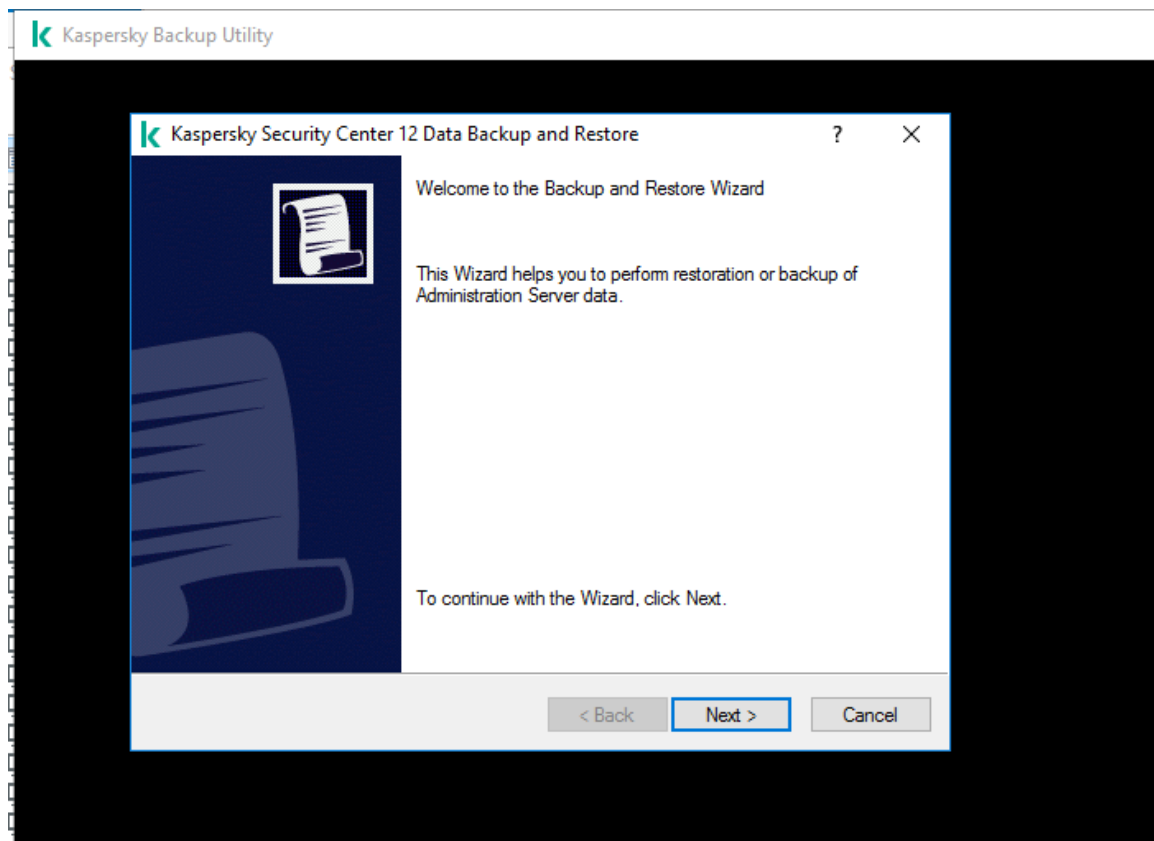 Kaspersky Backup Utility
Kaspersky Security Center 12 Data Backup and Restore ?
Welcome to the Backup and Restore Wizard
This Wizard helps you to perform restoration or backup of
Administration Server data.
To continue with the Wizard, click Next.
< Back Next > Cancel